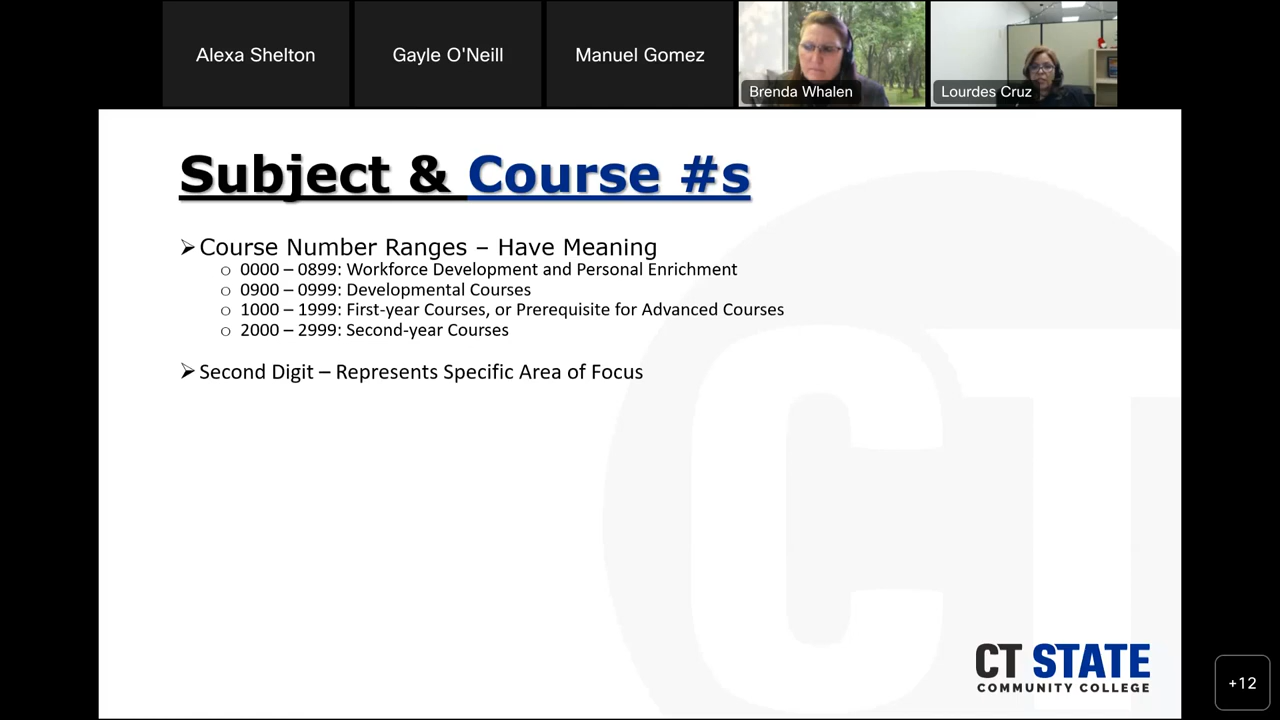 Alexa Shelton
Gayle O'Neill
Manuel Gomez
Brenda Whalen
Lourdes Cruz
Subject & Course #s
➢ Course Number Ranges – Have Meaning
○ 0000 – 0899: Workforce Development and Personal Enrichment
○ 0900 – 0999: Developmental Courses
○ 1000 – 1999: First-year Courses, or Prerequisite for Advanced Courses
○ 2000 – 2999: Second-year Courses
➢ Second Digit – Represents Specific Area of Focus
CT
CT STATE
COMMUNITY COLLEGE
+12